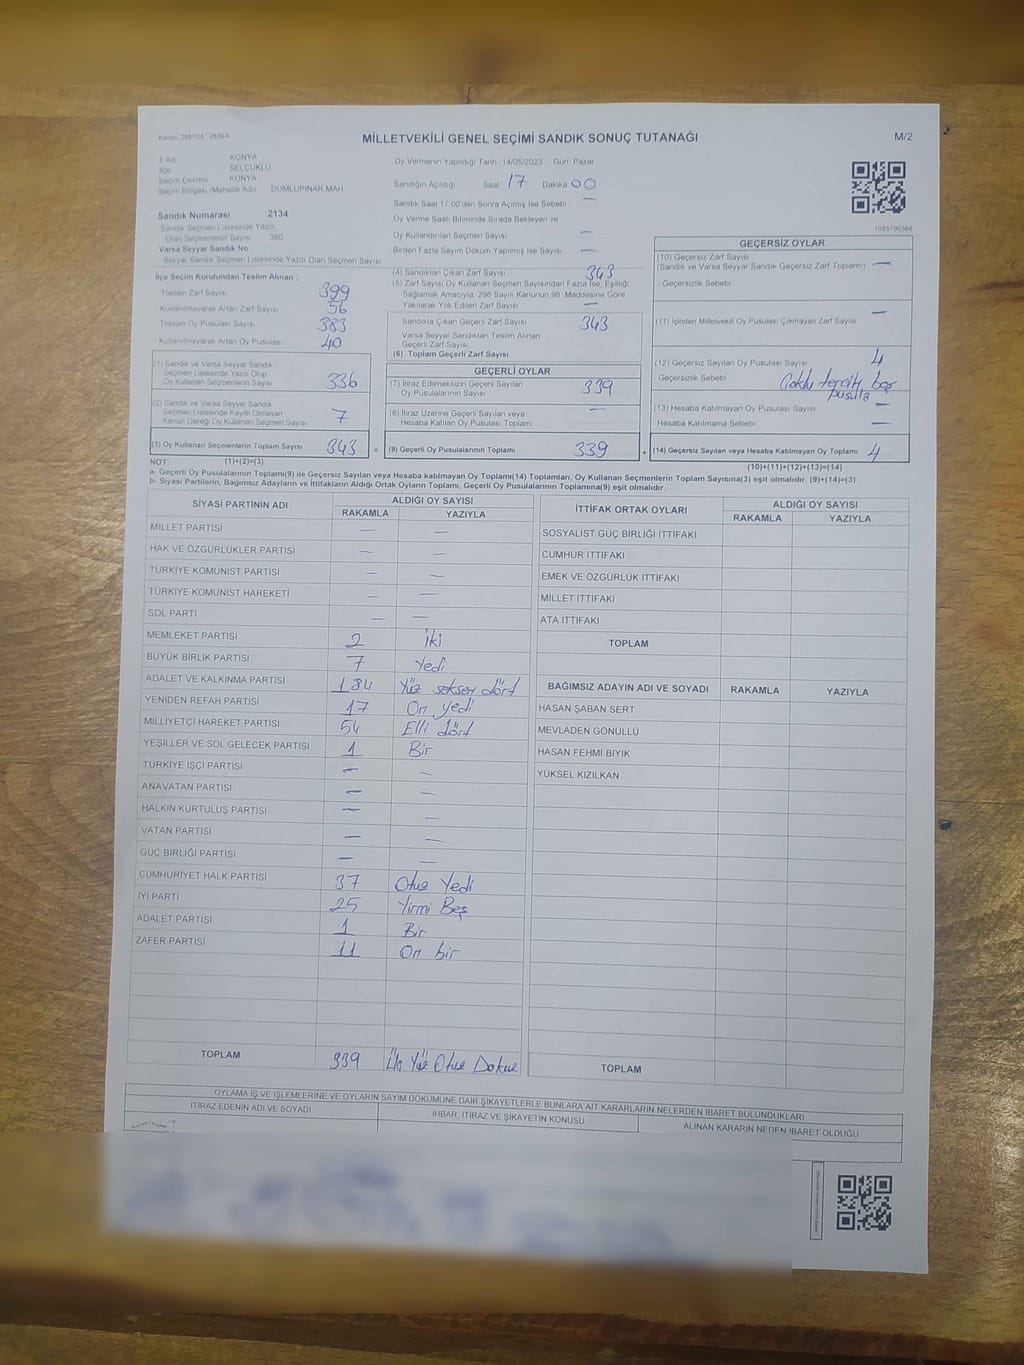 MİLLETVEKİLİ GENEL SEÇİMİ SANDIK SONUÇ TUTANAĞI
M/2
İl Adı KONYA
İlçe SELÇUKLU
Seçim Çevresi KONYA
Seçim Bölgesi (Mahalle Adı) DUMLUPINAR MAH
Sandık Numarası :2134
Sandık Seçmen Listesinde Yazılı
Olan Seçmenlerin Sayısı 380
Varsa Seyyar Sandık No :
Seyyar Sandık Seçmen Listesinde Yazılı Olan Seçmen Sayısı
Oy Vermenin Yapıldığı Tarih :14/05/2023 Gün: Pazar
Sandığın Açıldığı Saat 17 Dakika 00
Sandık Saat 17.00'den Sonra Açılmış İse Sebebi —
Oy Verme Saati Bitiminde Sırada Bekleyen ve
Oy Kullandırılan Seçmen Sayısı —
Birden Fazla Sayım Döküm Yapılmış İse Sayısı —
1083790368
İlçe Seçim Kurulundan Teslim Alınan ;
Toplam Zarf Sayısı 399
Kullanılmayarak Artan Zarf Sayısı 56
Toplam Oy Pusulası Sayısı 383
Kullanılmayarak Artan Oy Pusulası 40
(1) Sandık ve Varsa Seyyar Sandık
Seçmen Listesinde Yazılı Olup
Oy Kullanan Seçmenlerin Sayısı 336
(2) Sandık ve Varsa Seyyar Sandık
Seçmen Listesinde Kayıtlı Olmayan
Kanun Gereği Oy Kullanan Seçmen Sayısı 7
(3) Oy Kullanan Seçmenlerin Toplam Sayısı 343 =
(4) Sandıktan Çıkan Zarf Sayısı 343
(5) Zarf Sayısı Oy Kullanan Seçmen Sayısından Fazla İse, Eşitliği
Sağlamak Amacıyla, 298 Sayılı Kanunun 98. Maddesine Göre
Yakılarak Yok Edilen Zarf Sayısı —
Sandıkta Çıkan Geçerli Zarf Sayısı 343
Varsa Seyyar Sandıktan Teslim Alınan
Geçerli Zarf Sayısı
(6) Toplam Geçerli Zarf Sayısı
GEÇERLİ OYLAR
(7) İtiraz Edilmeksizin Geçerli Sayılan
Oy Pusulalarının Sayısı 339
(8) İtiraz Üzerine Geçerli Sayılan veya
Hesaba Katılan Oy Pusulaları Toplamı —
(9) Geçerli Oy Pusulalarının Toplamı 339 +
GEÇERSİZ OYLAR
(10) Geçersiz Zarf Sayısı
(Sandık ve Varsa Seyyar Sandık Geçersiz Zarf Toplamı) —
Geçersizlik Sebebi
(11) İçinden Milletvekili Oy Pusulası Çıkmayan Zarf Sayısı —
(12) Geçersiz Sayılan Oy Pusulası Sayısı 4
Geçersizlik Sebebi Çoklu tercih, boş
pusula
(13) Hesaba Katılmayan Oy Pusulası Sayısı —
Hesaba Katılmama Sebebi —
(14) Geçersiz Sayılan veya Hesaba Katılmayan Oy Toplamı 4
NOT: (1)+(2)=(3)
(10)+(11)+(12)+(13)=(14)
a- Geçerli Oy Pusulalarının Toplamı(9) ile Geçersiz Sayılan veya Hesaba katılmayan Oy Toplamı(14) Toplamları, Oy Kullanan Seçmenlerin Toplam Sayısına(3) eşit olmalıdır. (9)+(14)=(3)
b- Siyasi Partilerin, Bağımsız Adayların ve İttifakların Aldığı Ortak Oyların Toplamı, Geçerli Oy Pusulalarının Toplamına(9) eşit olmalıdır.
SİYASİ PARTİNİN ADI ALDIĞI OY SAYISI
RAKAMLA YAZIYLA
MİLLET PARTİSİ — —
HAK VE ÖZGÜRLÜKLER PARTİSİ — —
TÜRKİYE KOMÜNİST PARTİSİ — —
TÜRKİYE KOMÜNİST HAREKETİ — —
SOL PARTİ — —
MEMLEKET PARTİSİ 2 iki
BÜYÜK BİRLİK PARTİSİ 7 Yedi
ADALET VE KALKINMA PARTİSİ 184 Yüz seksen dört
YENİDEN REFAH PARTİSİ 17 On yedi
MİLLİYETÇİ HAREKET PARTİSİ 54 Elli dört
YEŞİLLER VE SOL GELECEK PARTİSİ 1 Bir
TÜRKİYE İŞÇİ PARTİSİ — —
ANAVATAN PARTİSİ — —
HALKIN KURTULUŞ PARTİSİ — —
VATAN PARTİSİ — —
GÜÇ BİRLİĞİ PARTİSİ — —
CUMHURİYET HALK PARTİSİ 37 Otuz Yedi
İYİ PARTİ 25 Yirmi Beş
ADALET PARTİSİ 1 Bir
ZAFER PARTİSİ 11 On bir
TOPLAM 339 Üç Yüz Otuz Dokuz
İTTİFAK ORTAK OYLARI ALDIĞI OY SAYISI
RAKAMLA YAZIYLA
SOSYALİST GÜÇ BİRLİĞİ İTTİFAKI
CUMHUR İTTİFAKI
EMEK VE ÖZGÜRLÜK İTTİFAKI
MİLLET İTTİFAKI
ATA İTTİFAKI
TOPLAM
BAĞIMSIZ ADAYIN ADI VE SOYADI RAKAMLA YAZIYLA
HASAN ŞABAN SERT
MEVLADEN GÖNÜLLÜ
HASAN FEHMİ BIYIK
YÜKSEL KIZILKAN
TOPLAM
OYLAMA İŞ VE İŞLEMLERİNE VE OYLARIN SAYIM DÖKÜMÜNE DAİR ŞİKAYETLERLE BUNLARA AİT KARARLARIN NELERDEN İBARET BULUNDUKLARI
İTİRAZ EDENİN ADI VE SOYADI
İHBAR, İTİRAZ VE ŞİKAYETİN KONUSU
ALINAN KARARIN NEDEN İBARET OLDUĞU